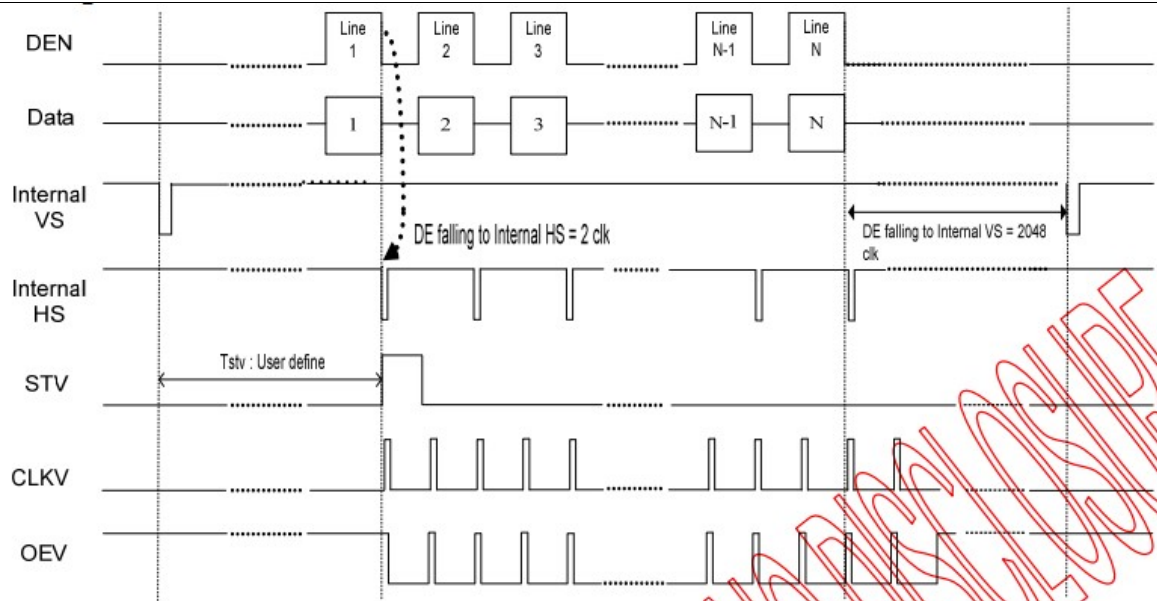 DEN
Line
1
Line
2
Line
3
Line
N-1
Line
N
Data
1
2
3
N-1
N
Internal
VS
DE falling to Internal HS = 2 clk
DE falling to Internal VS = 2048
clk
Internal
HS
Tstv : User define
STV
CLKV
OEV
DISCLOSURE